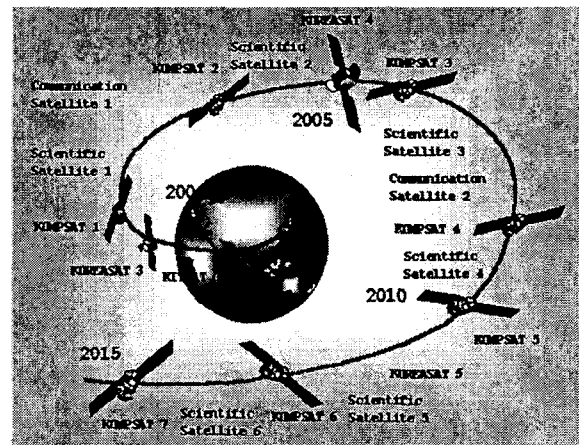 KOREASAT 4
Scientific
Satellite 2
KOMPSAT 2
KOMPSAT 3
Communication
Satellite 1
2005
Scientific
Satellite 3
Scientific
Satellite 1
Communication
Satellite 2
200
KOMPSAT 1
KOMPSAT 4
KOREASAT 3
Scientific
Satellite 4
2010
KOMPSAT 5
2015
KOREASAT 5
KOMPSAT 7
Scientific
Satellite 6
KOMPSAT 6
Scientific
Satellite 5